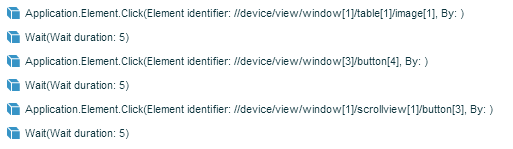 Application.Element.Click(Element identifier: //device/view/window[1]/table[1]/image[1], By: )
Wait(Wait duration: 5)
Application.Element.Click(Element identifier: //device/view/window[3]/button[4], By: )
Wait(Wait duration: 5)
Application.Element.Click(Element identifier: //device/view/window[1]/scrollview[1]/button[3], By: )
Wait(Wait duration: 5)